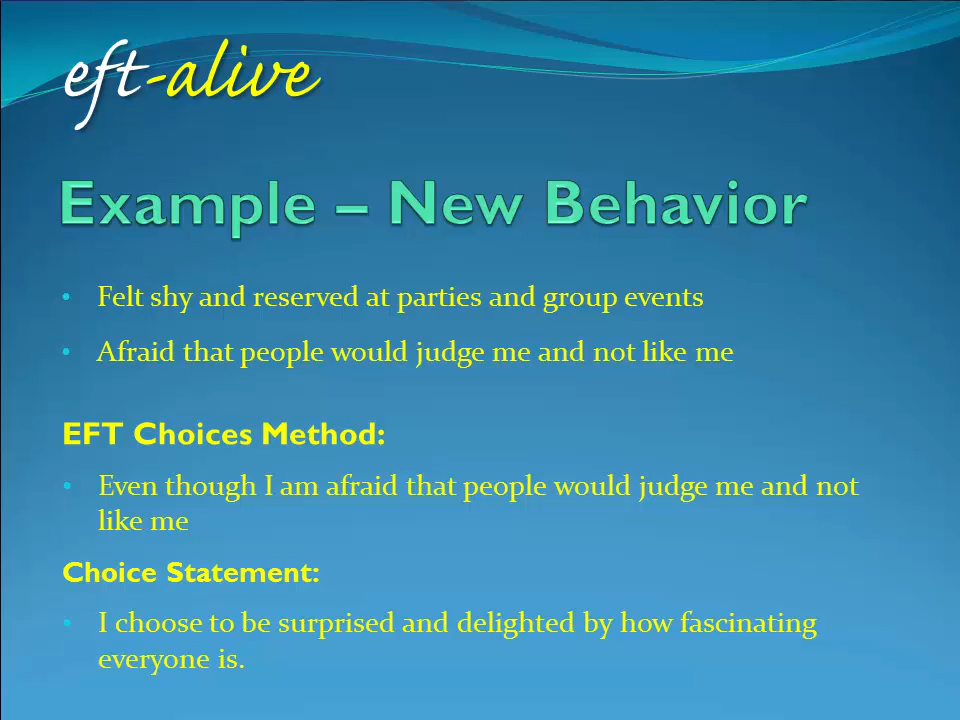 eft-alive
Example – New Behavior
• Felt shy and reserved at parties and group events
• Afraid that people would judge me and not like me
EFT Choices Method:
• Even though I am afraid that people would judge me and not
like me
Choice Statement:
• I choose to be surprised and delighted by how fascinating
everyone is.